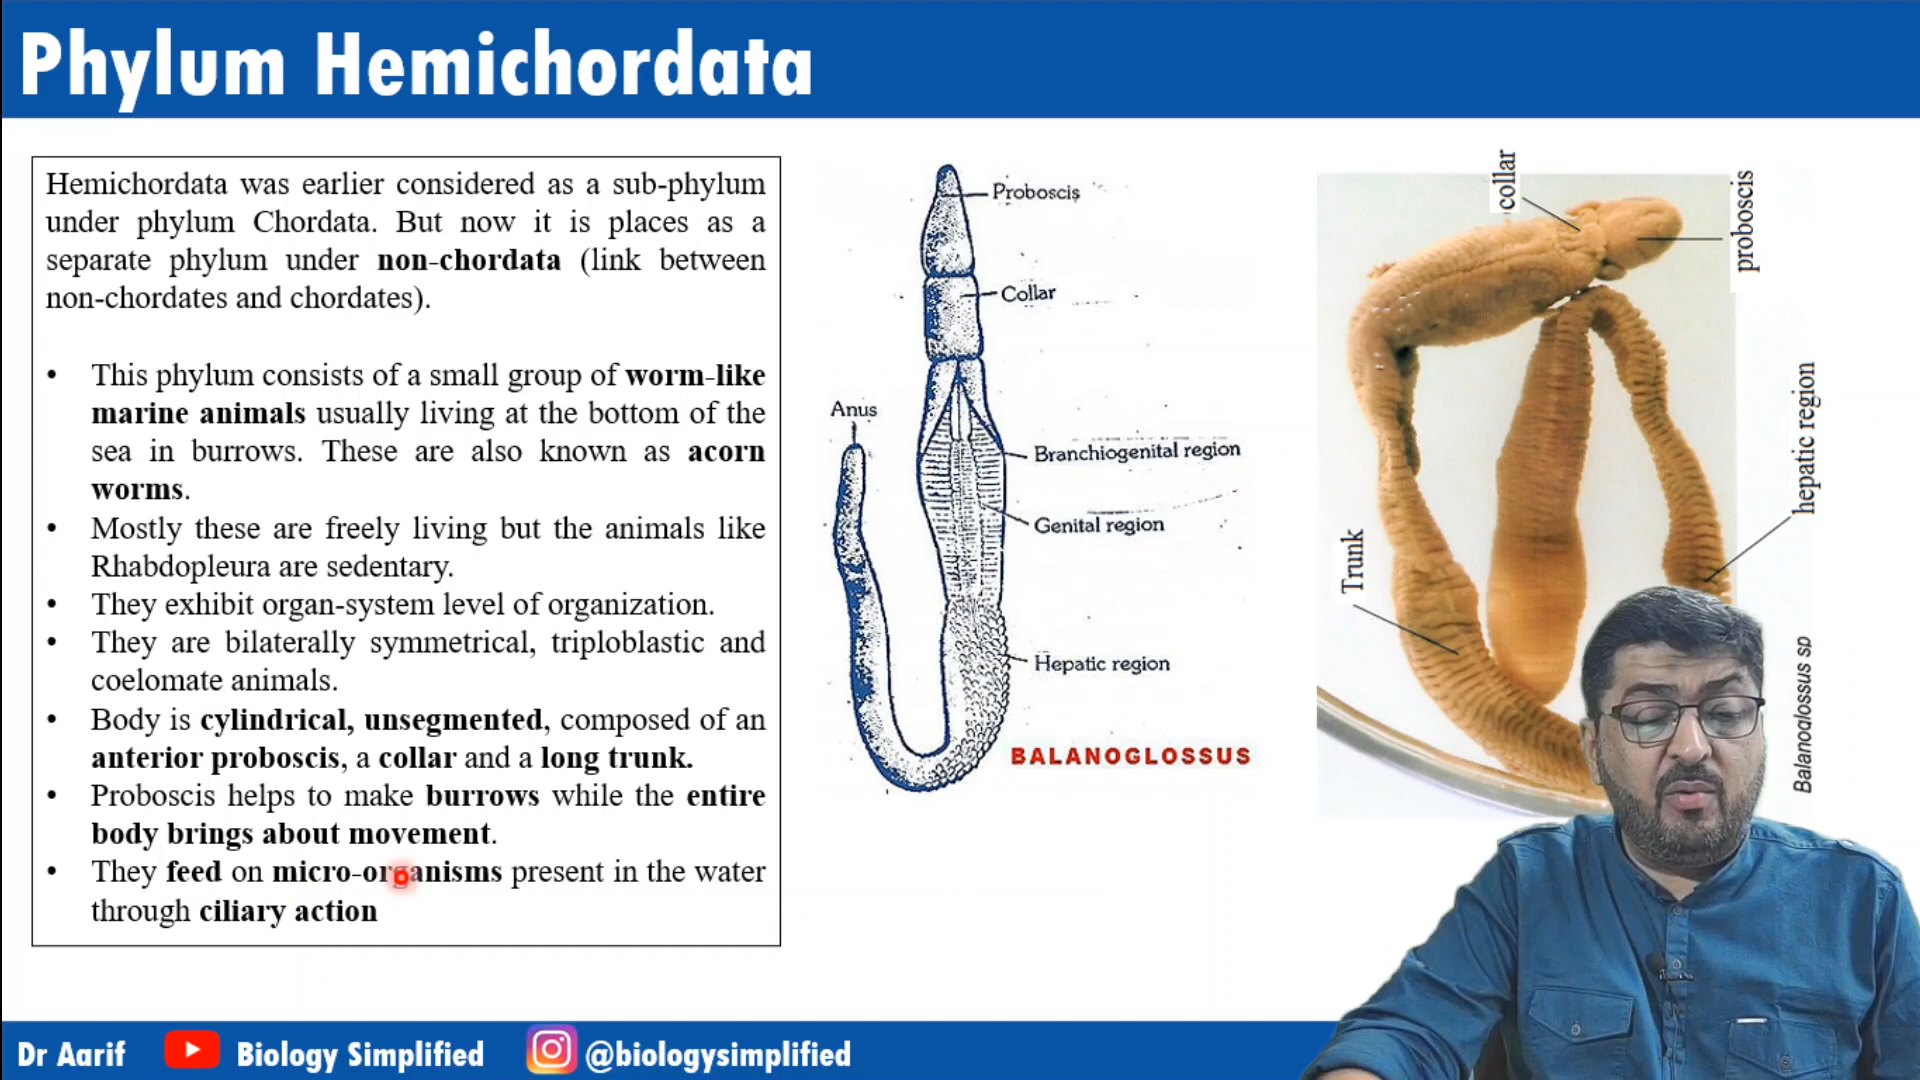 Phylum Hemichordata
Hemichordata was earlier considered as a sub-phylum
under phylum Chordata. But now it is places as a
separate phylum under non-chordata (link between
non-chordates and chordates).
• This phylum consists of a small group of worm-like
marine animals usually living at the bottom of the
sea in burrows. These are also known as acorn
worms.
• Mostly these are freely living but the animals like
Rhabdopleura are sedentary.
• They exhibit organ-system level of organization.
• They are bilaterally symmetrical, triploblastic and
coelomate animals.
• Body is cylindrical, unsegmented, composed of an
anterior proboscis, a collar and a long trunk.
• Proboscis helps to make burrows while the entire
body brings about movement.
• They feed on micro-organisms present in the water
through ciliary action
Proboscis
Collar
Anus
Branchiogenital region
Genital region
Hepatic region
BALANOGLOSSUS
collar
proboscis
hepatic region
Trunk
Balanoglossus sp
Dr Aarif
Biology Simplified
@biologysimplified